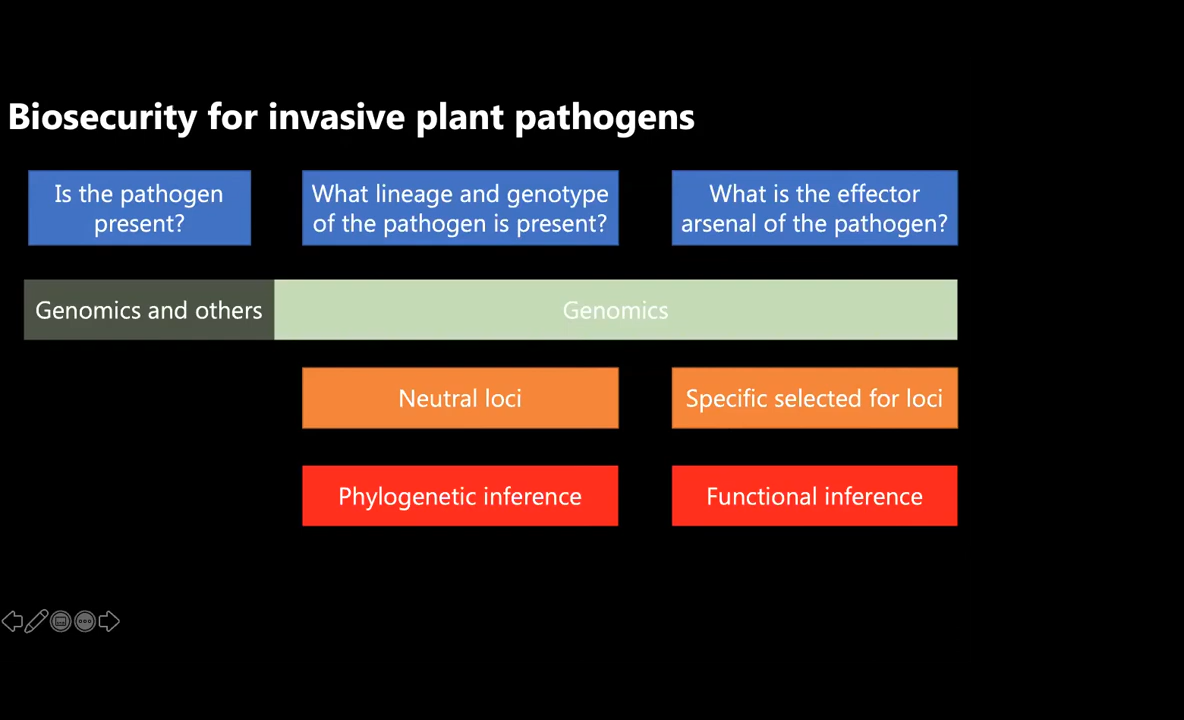 Biosecurity for invasive plant pathogens
Is the pathogen
present?
What lineage and genotype
of the pathogen is present?
What is the effector
arsenal of the pathogen?
Genomics and others
Genomics
Neutral loci
Specific selected for loci
Phylogenetic inference
Functional inference